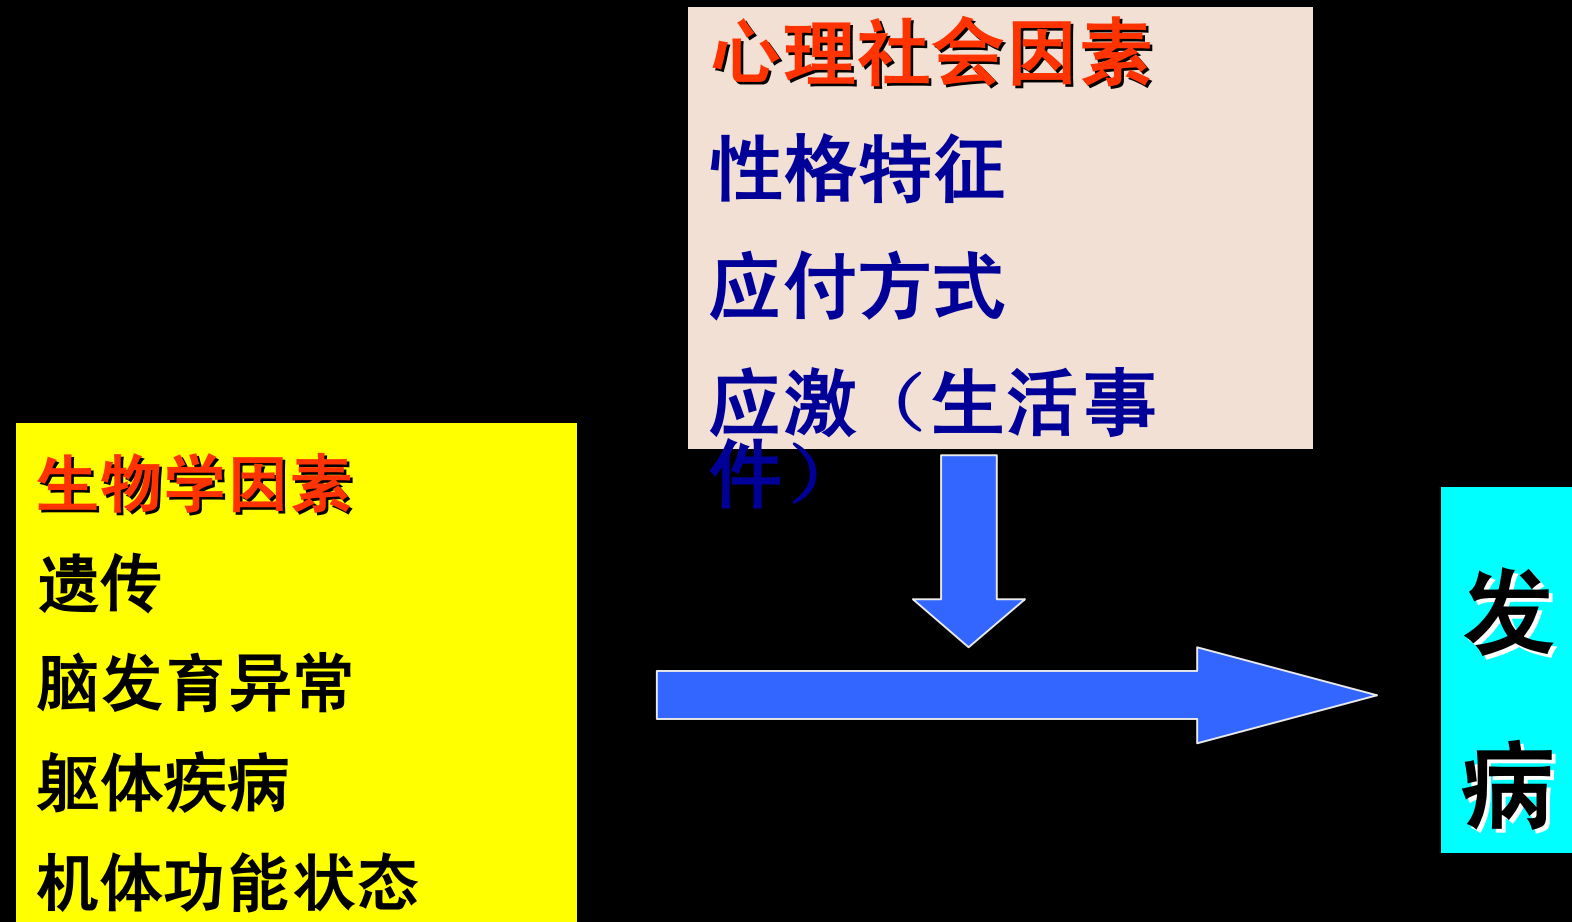 心理社会因素
性格特征
应付方式
应激（生活事
件）
生物学因素
遗传
脑发育异常
躯体疾病
机体功能状态
发
病